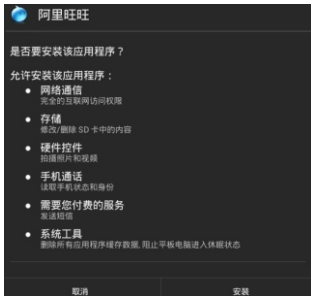 阿里旺旺
是否要安装该应用程序？
允许安装该应用程序：
● 网络通信
完全的互联网访问权限
● 存储
修改/删除 SD 卡中的内容
● 硬件控件
拍摄照片和视频
● 手机通话
读取手机状态和身份
● 需要您付费的服务
发送短信
● 系统工具
删除所有应用程序缓存数据, 阻止平板电脑进入休眠状态
取消 安装